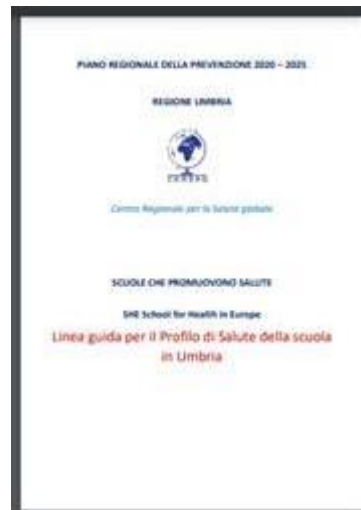 PIANO REGIONALE DELLA PREVENZIONE 2020 – 2025
REGIONE UMBRIA
Centro Regionale per la Salute globale
SCUOLE CHE PROMUOVONO SALUTE
SHE School for Health in Europe
Linea guida per il Profilo di Salute della scuola
in Umbria